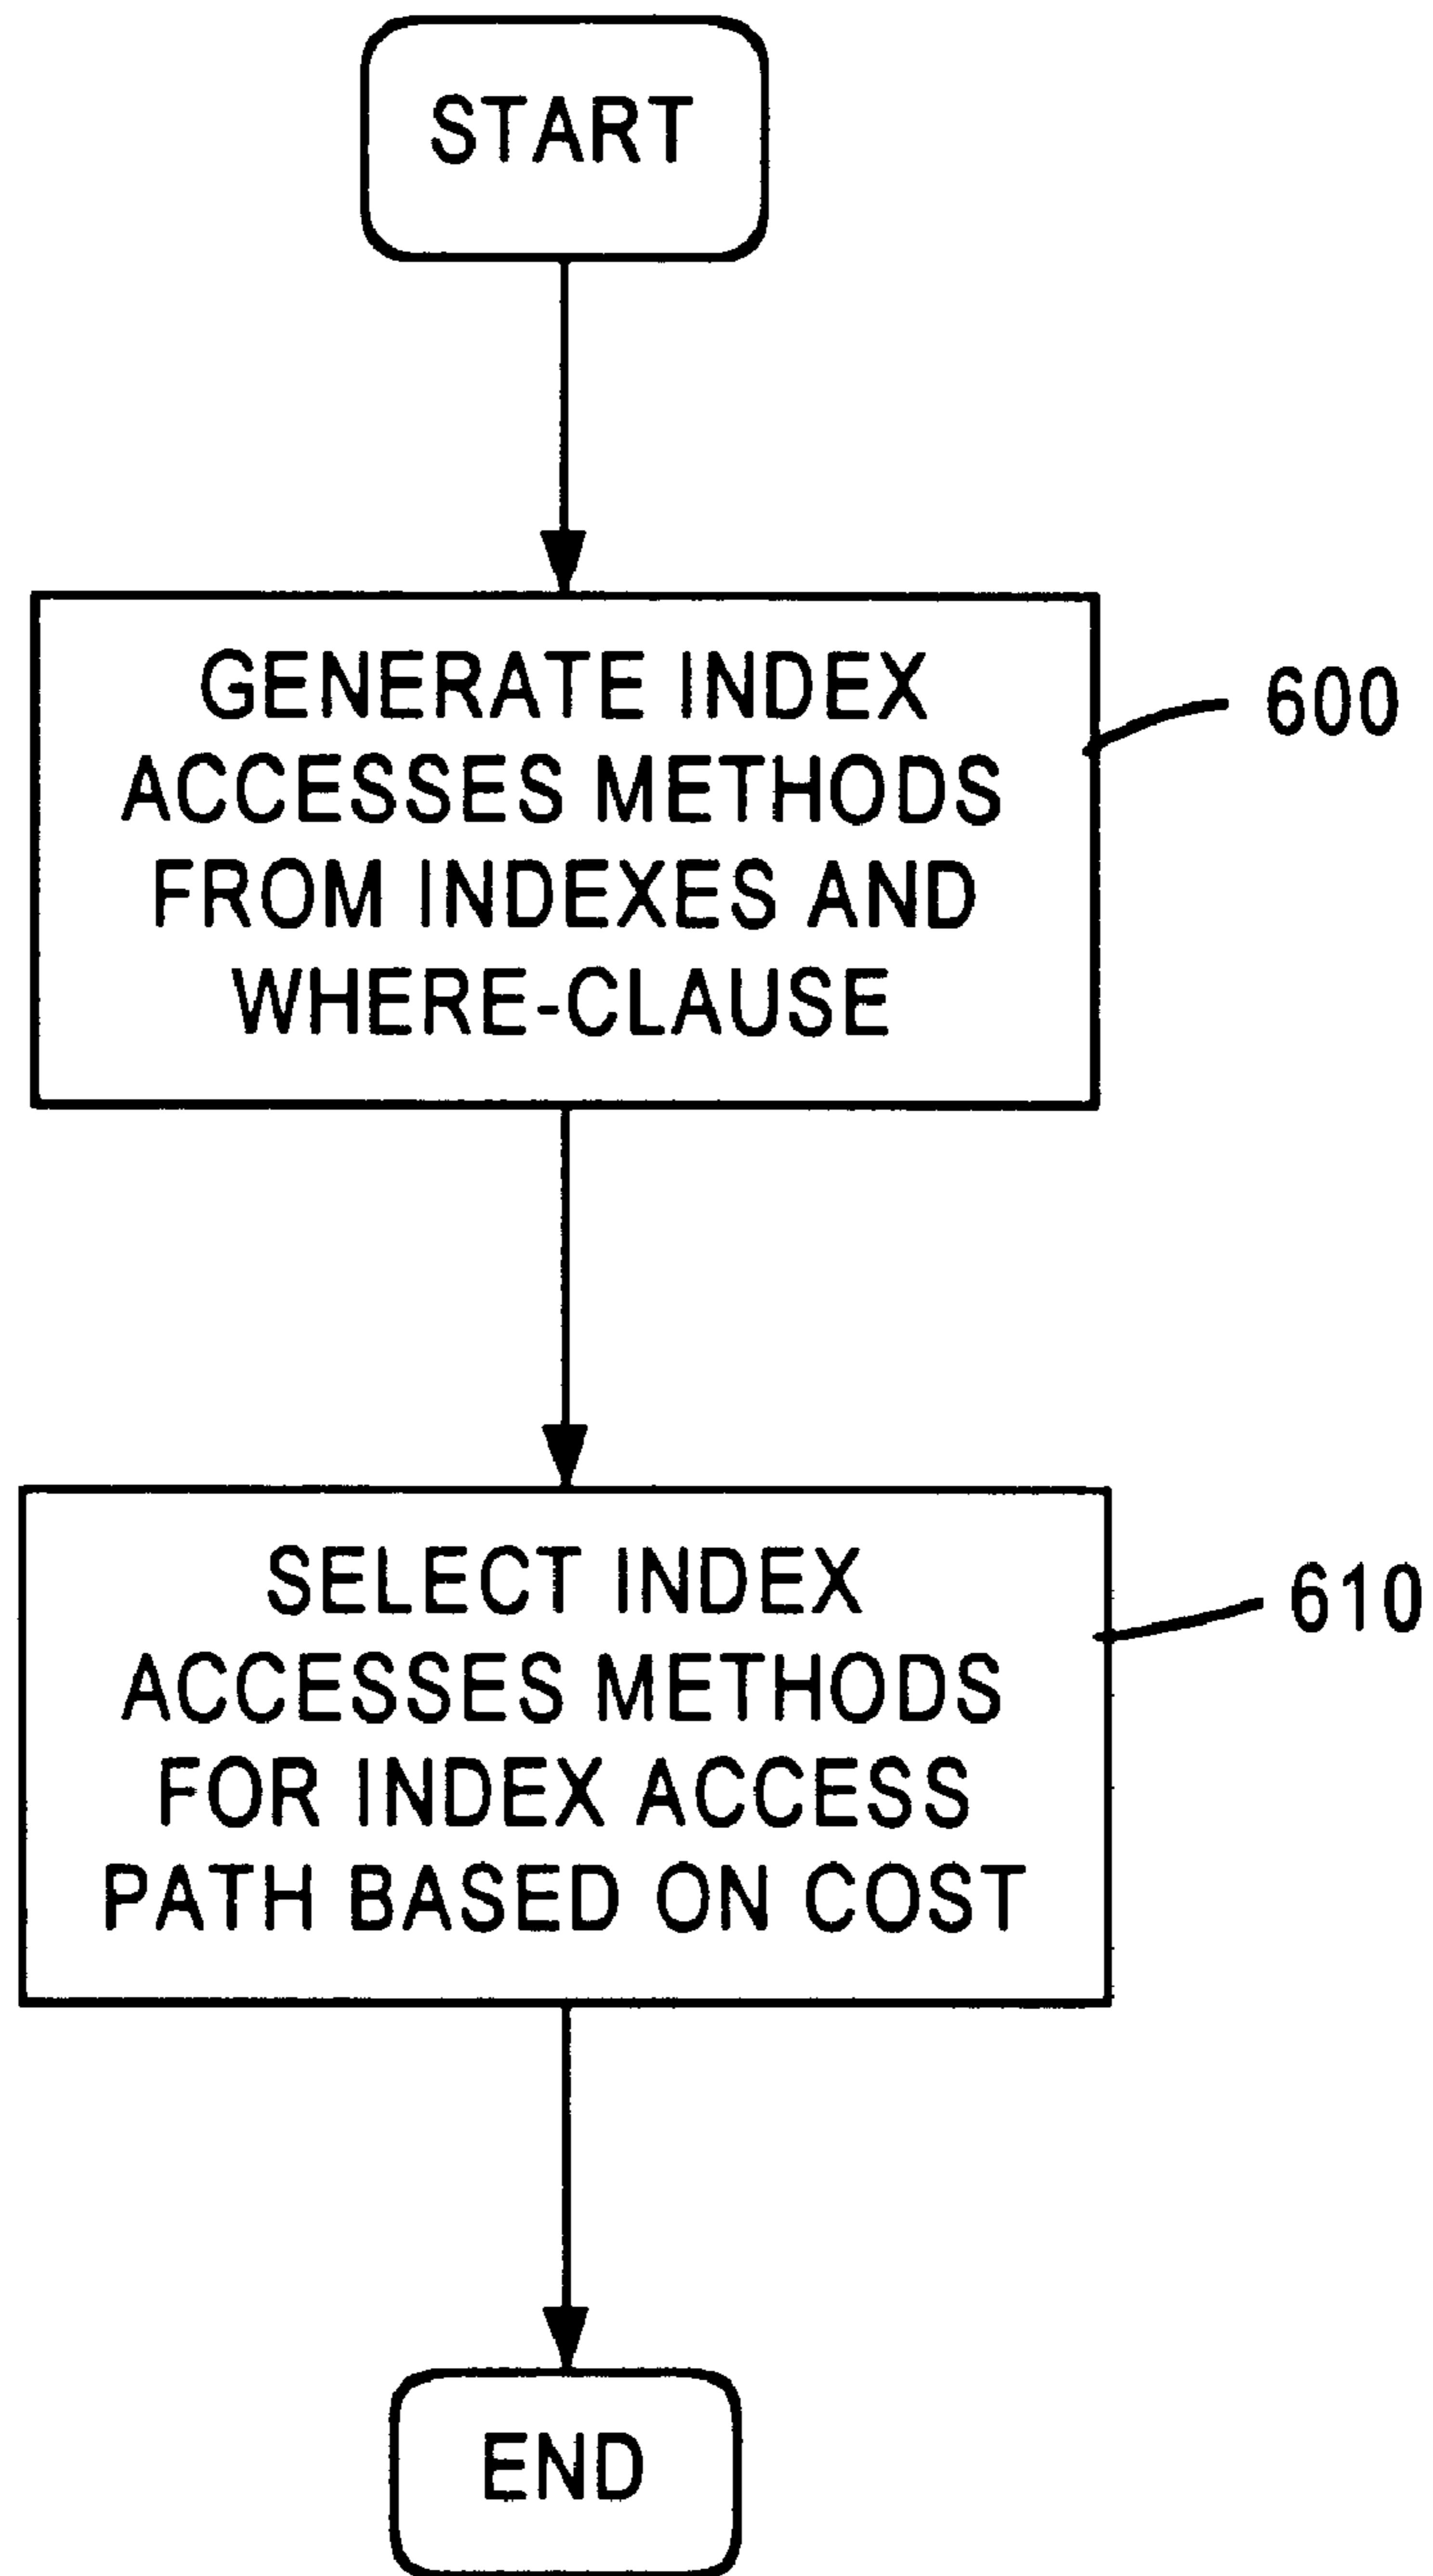 START
GENERATE INDEX
ACCESSES METHODS
FROM INDEXES AND
WHERE-CLAUSE
600
SELECT INDEX
ACCESSES METHODS
FOR INDEX ACCESS
PATH BASED ON COST
610
END